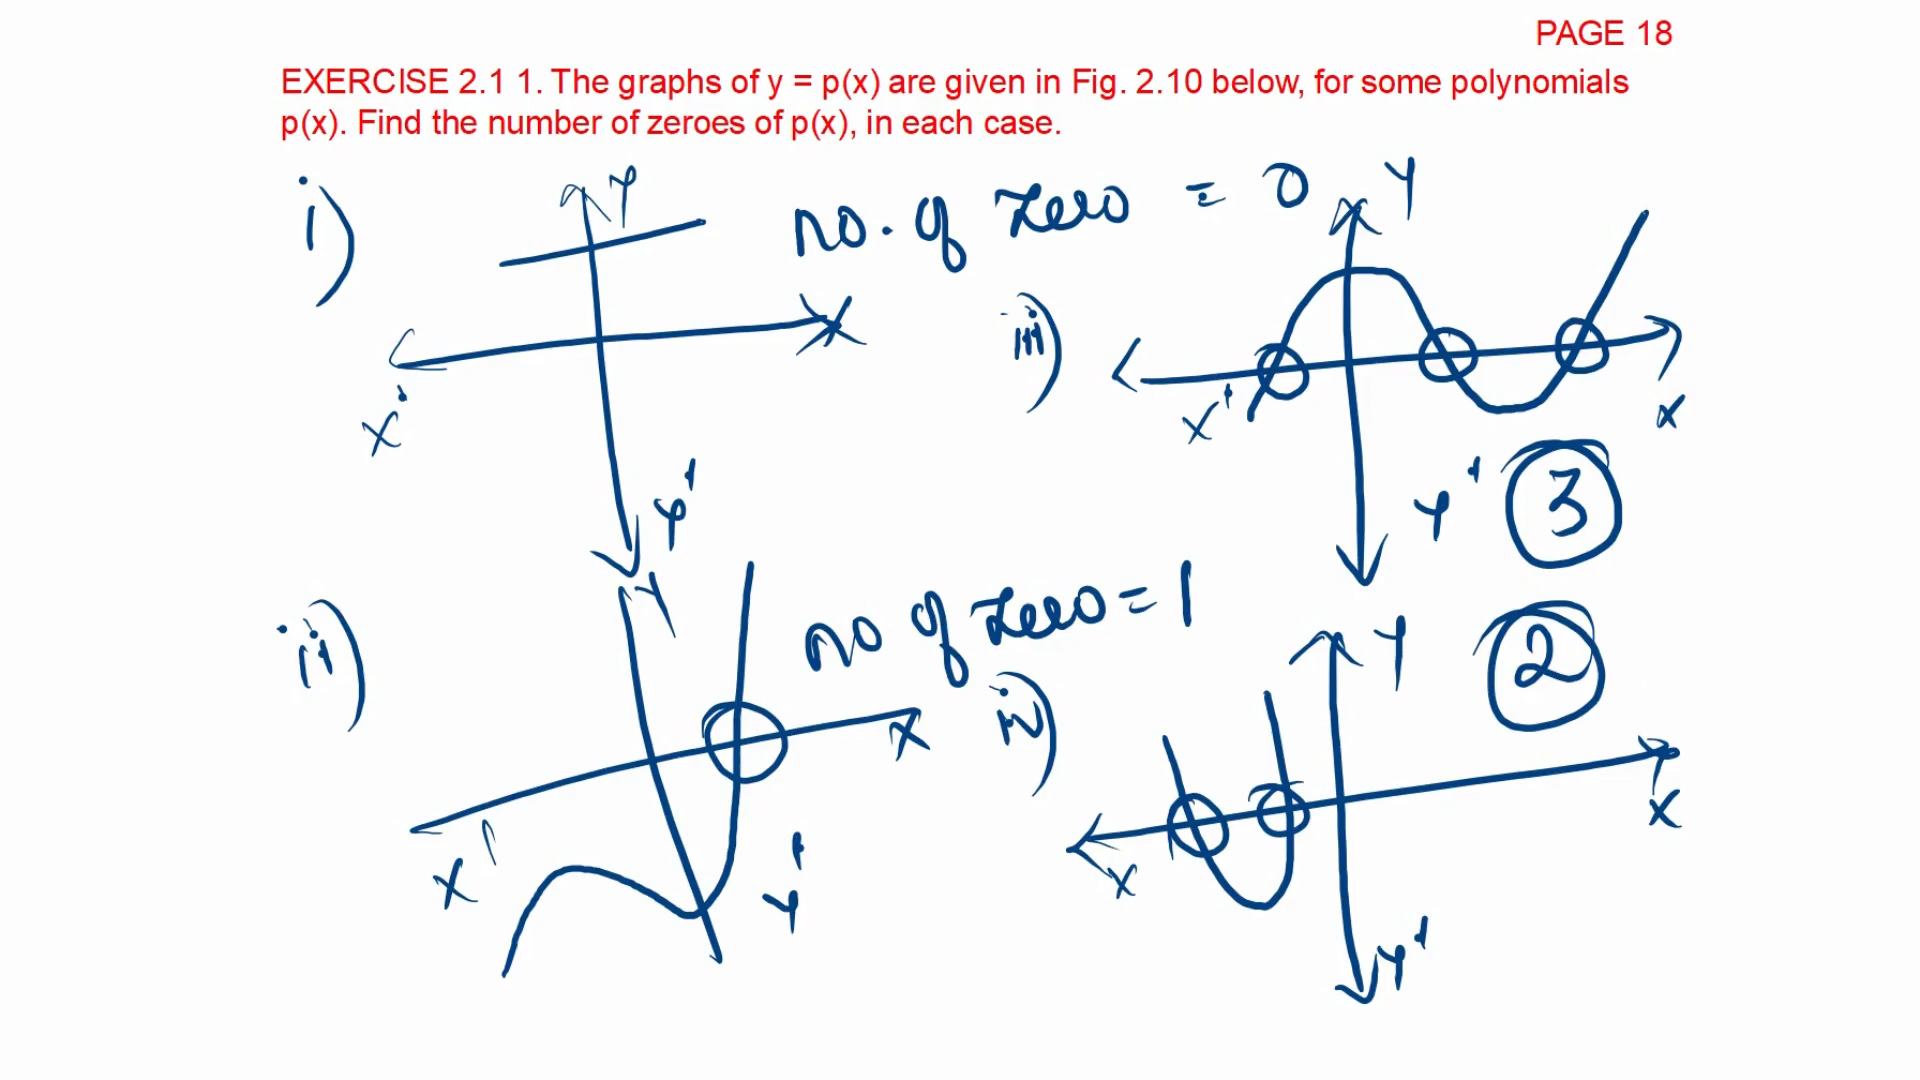 PAGE 18
EXERCISE 2.1 1. The graphs of y = p(x) are given in Fig. 2.10 below, for some polynomials
p(x). Find the number of zeroes of p(x), in each case.
i)
Y
no. of zero = 0
X
X'
Y'
iii)
Y
X'
X
Y'
3
ii)
Y
no of zero = 1
X
X'
Y'
iv)
Y
2
X
X
Y'